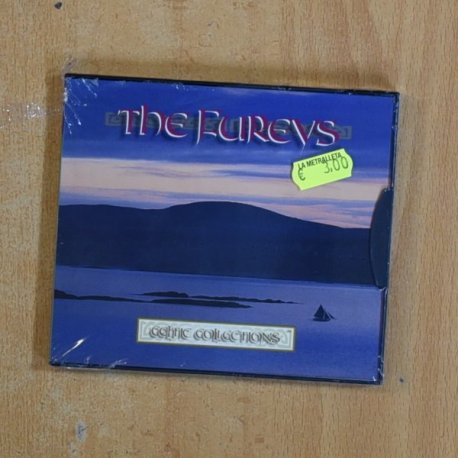 The Fureys
LA METRALLETA
€ 3.00
CELTIC COLLECTIONS